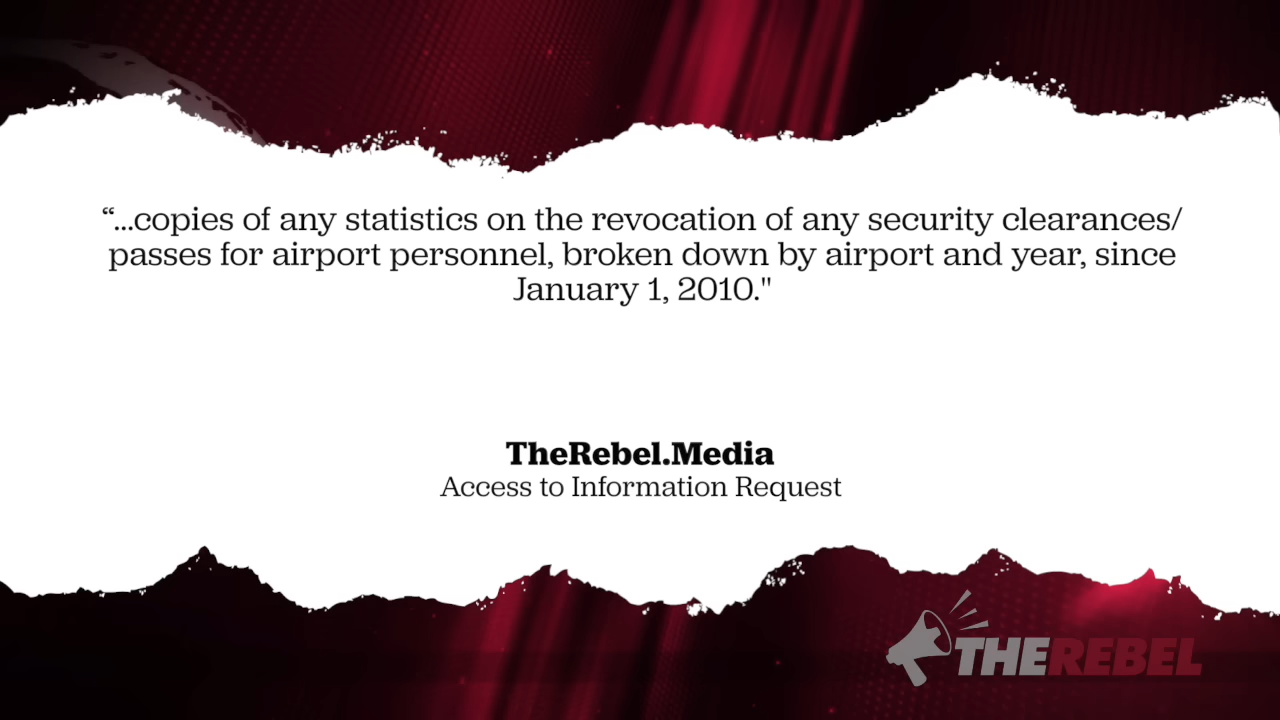 “...copies of any statistics on the revocation of any security clearances/
passes for airport personnel, broken down by airport and year, since
January 1, 2010."
TheRebel.Media
Access to Information Request
THEREBEL